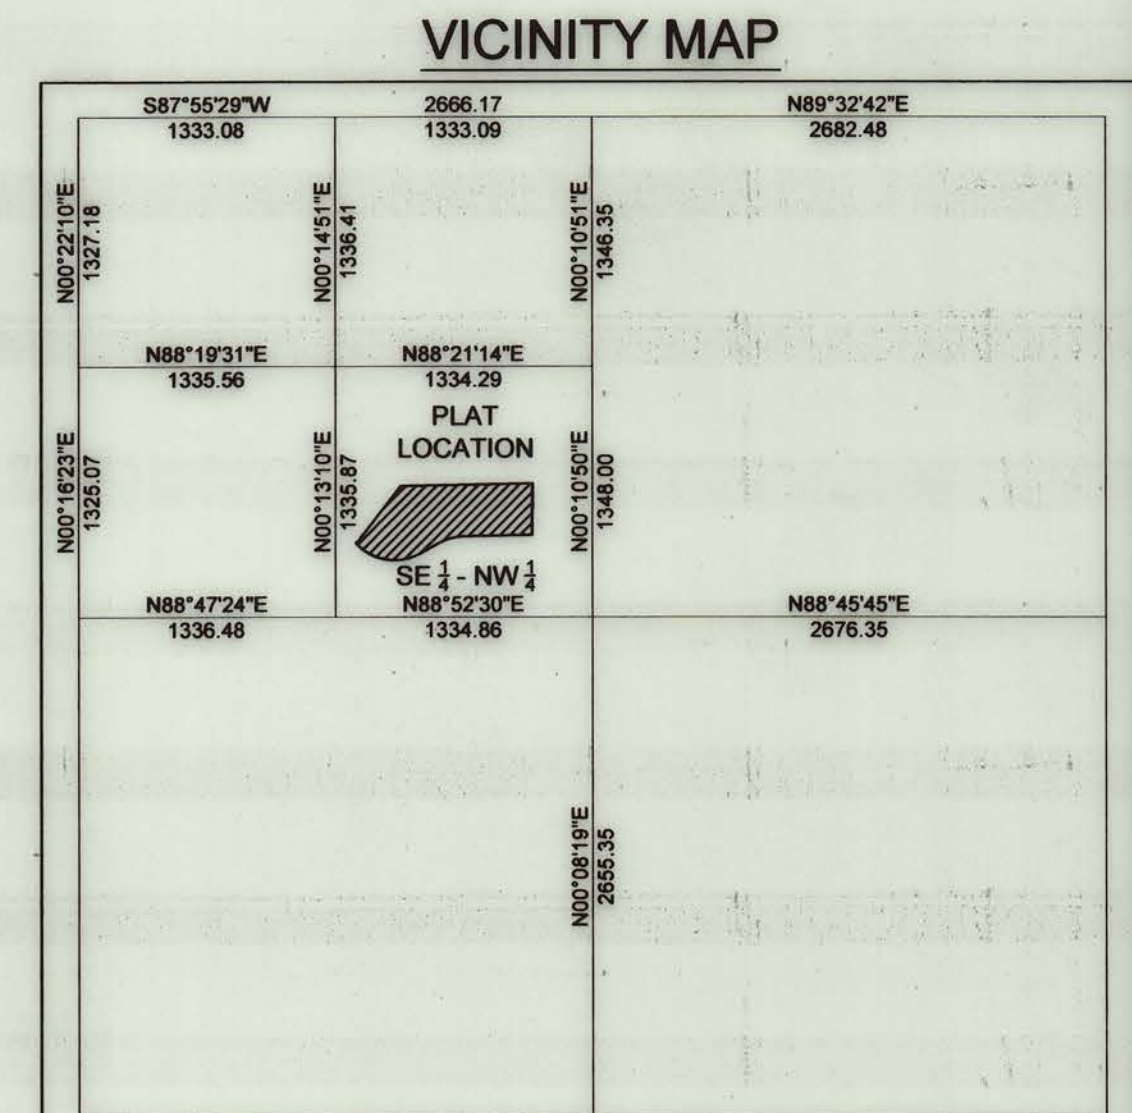 VICINITY MAP
S87°55'29"W 2666.17 N89°32'42"E
1333.08 1333.09 2682.48
N00°22'10"E
1327.18
N00°14'51"E
1336.41
N00°10'51"E
1346.35
N88°19'31"E N88°21'14"E
1335.56 1334.29
PLAT
LOCATION
N00°16'23"E
1325.07
N00°13'10"E
1335.87
N00°10'50"E
1348.00
SE 1/4 - NW 1/4
N88°47'24"E N88°52'30"E N88°45'45"E
1336.48 1334.86 2676.35
N00°08'19"E
2655.35